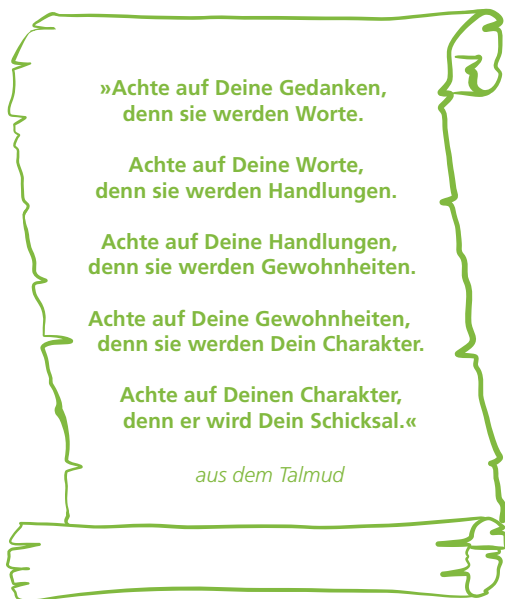 »Achte auf Deine Gedanken,
denn sie werden Worte.
Achte auf Deine Worte,
denn sie werden Handlungen.
Achte auf Deine Handlungen,
denn sie werden Gewohnheiten.
Achte auf Deine Gewohnheiten,
denn sie werden Dein Charakter.
Achte auf Deinen Charakter,
denn er wird Dein Schicksal.«
aus dem Talmud